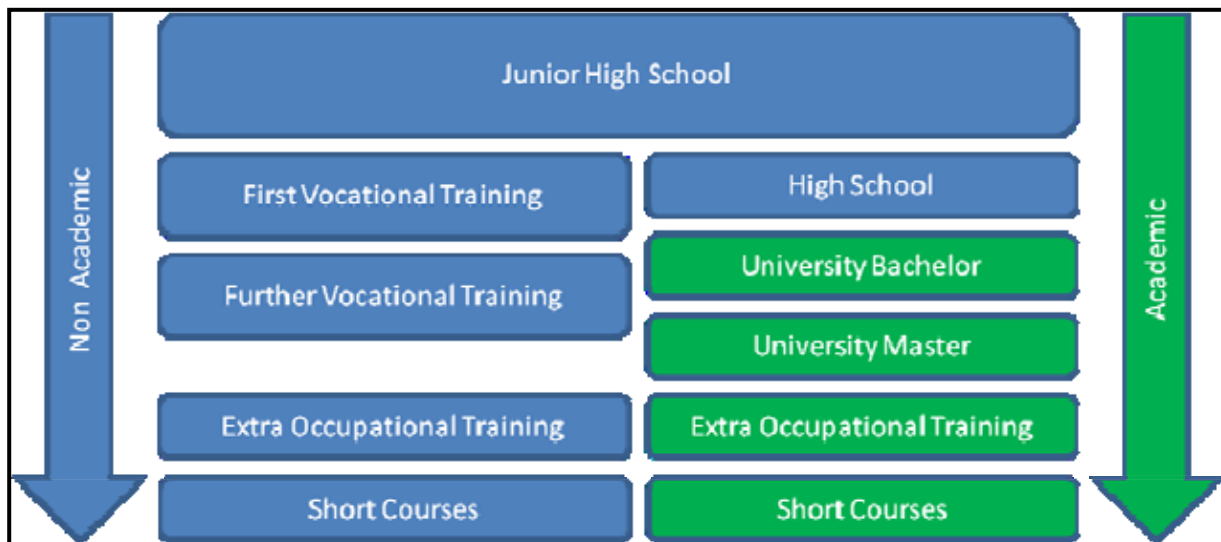 Junior High School
Non Academic
First Vocational Training
High School
Academic
University Bachelor
Further Vocational Training
University Master
Extra Occupational Training
Extra Occupational Training
Short Courses
Short Courses